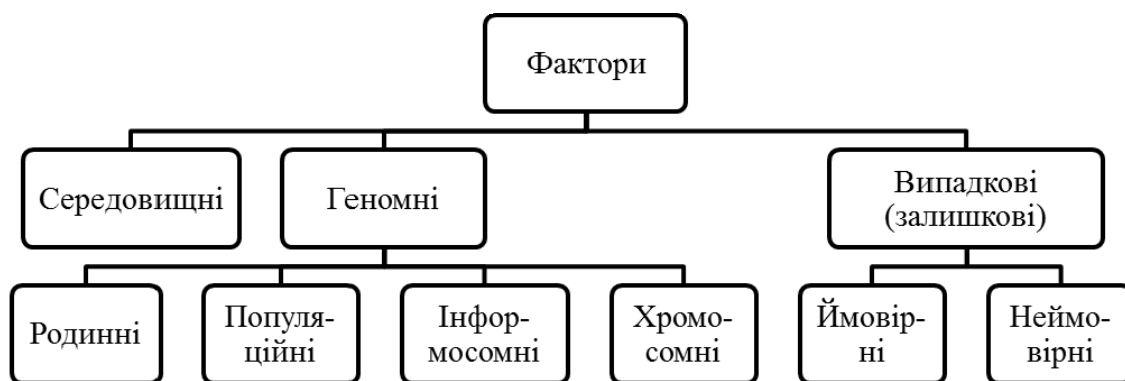 Фактори
Середовищні
Геномні
Випадкові
(залишкові)
Родинні
Популя-
ційні
Інфор-
мосомні
Хромо-
сомні
Ймовір-
ні
Неймо-
вірні